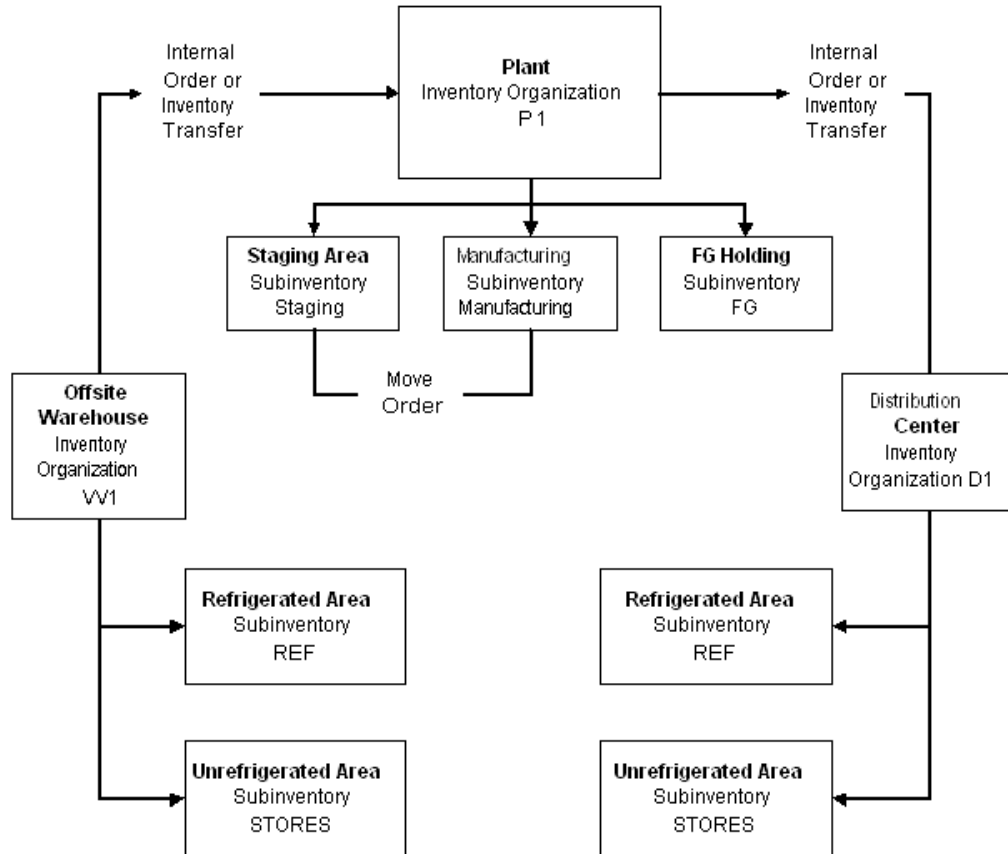 Internal
Order or
Inventory
Transfer
Plant
Inventory Organization
P1
Internal
Order or
Inventory
Transfer
Staging Area
Subinventory
Staging
Manufacturing
Subinventory
Manufacturing
FG Holding
Subinventory
FG
Move
Order
Offsite
Warehouse
Inventory
Organization
W1
Distribution
Center
Inventory
Organization D1
Refrigerated Area
Subinventory
REF
Refrigerated Area
Subinventory
REF
Unrefrigerated Area
Subinventory
STORES
Unrefrigerated Area
Subinventory
STORES